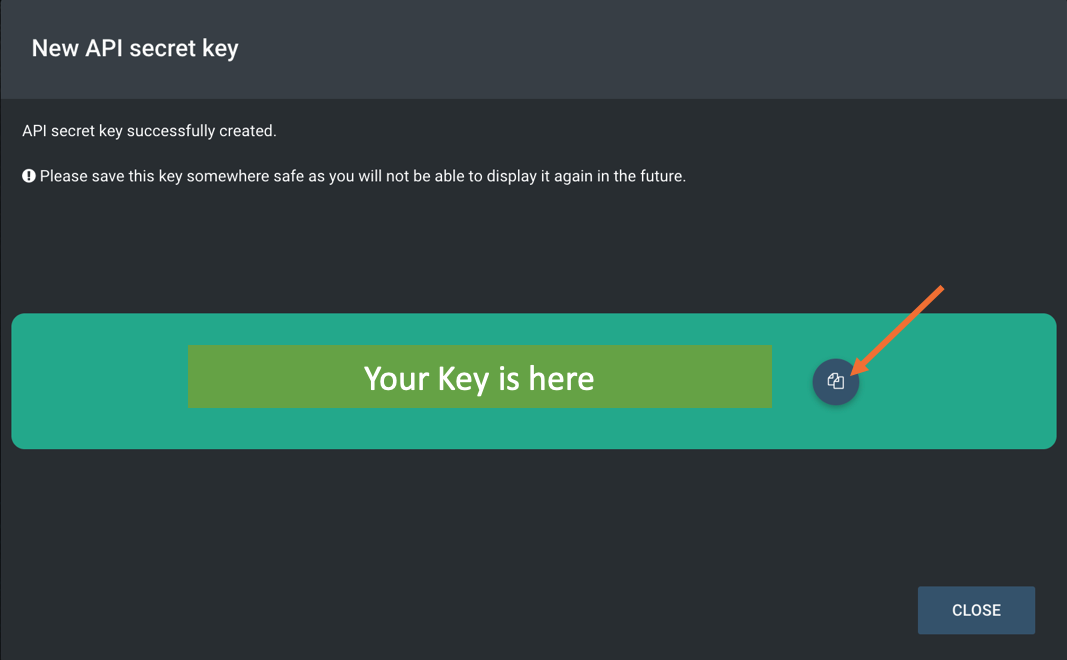 New API secret key
API secret key successfully created.
Please save this key somewhere safe as you will not be able to display it again in the future.
Your Key is here
CLOSE